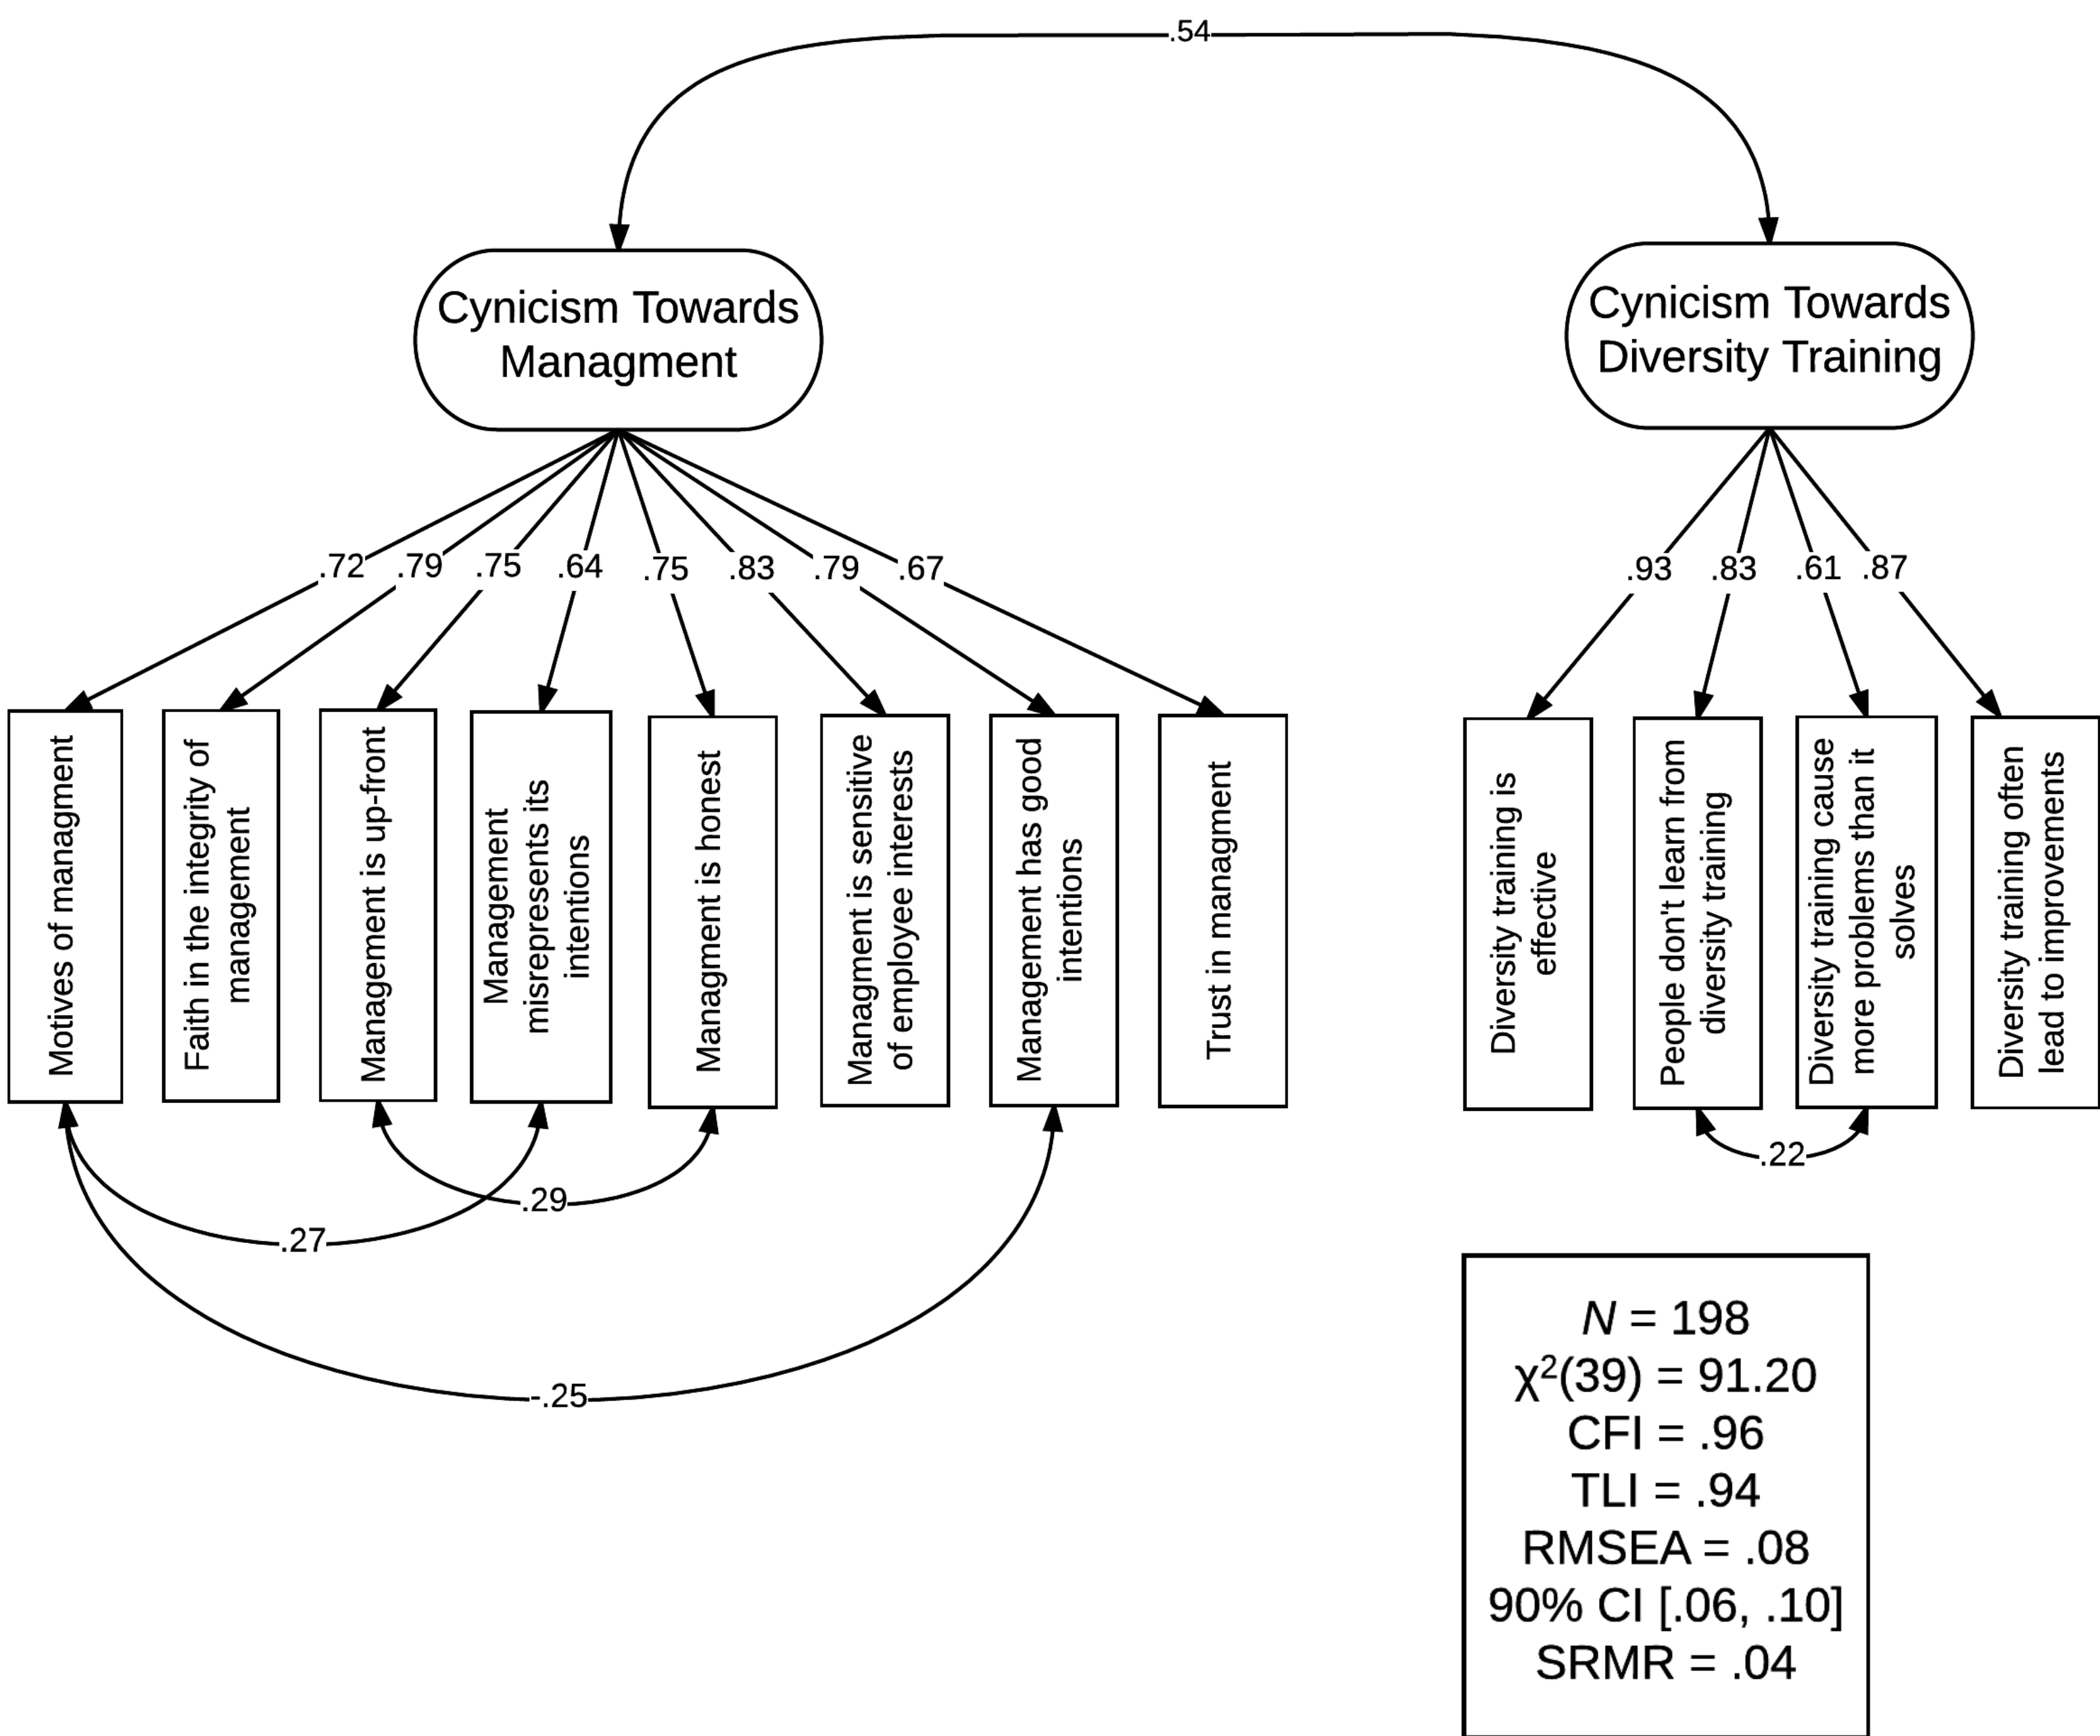 .54
Cynicism Towards
Managment
Cynicism Towards
Diversity Training
.72
.79
.75
.64
.75
.83
.79
.67
.93
.83
.61
.87
Motives of managment
Faith in the integrity of
management
Management is up-front
Management
misrepresents its
intentions
Managment is honest
Managment is sensitive
of employee interests
Management has good
intentions
Trust in managment
Diversity training is
effective
People don't learn from
diversity training
Diversity training cause
more problems than it
solves
Diversity training often
lead to improvements
.22
.29
.27
-.25
N = 198
χ²(39) = 91.20
CFI = .96
TLI = .94
RMSEA = .08
90% CI [.06, .10]
SRMR = .04